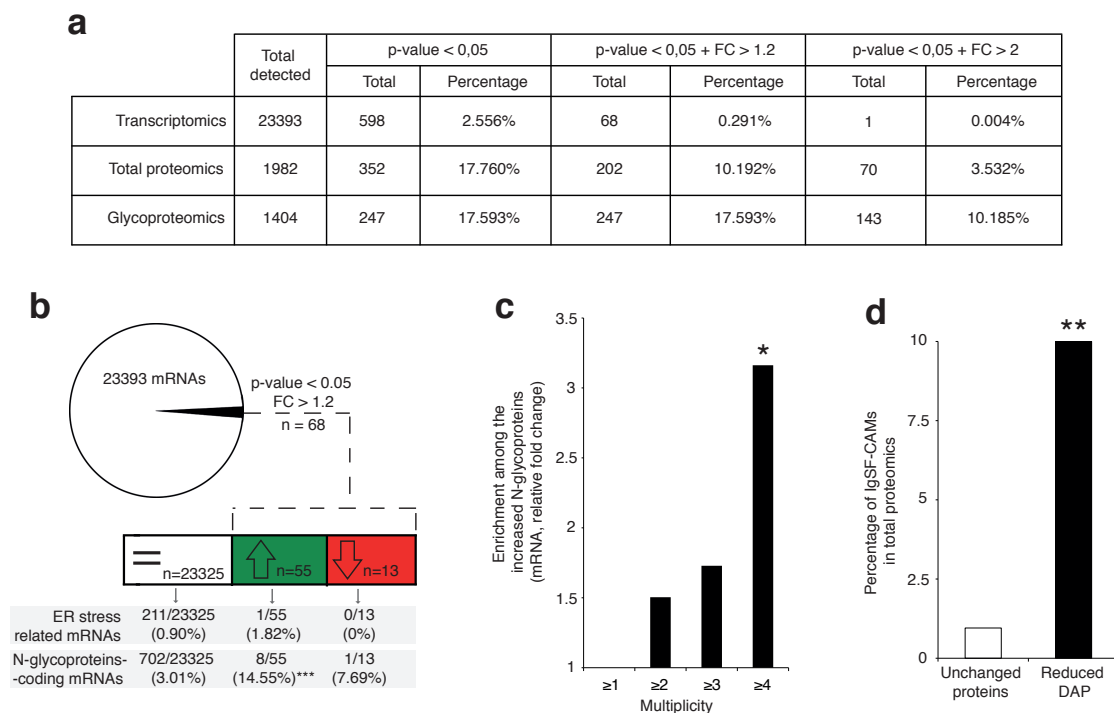 a
Total detected
p-value < 0,05
p-value < 0,05 + FC > 1.2
p-value < 0,05 + FC > 2
Total Percentage Total Percentage Total Percentage
Transcriptomics 23393 598 2.556% 68 0.291% 1 0.004%
Total proteomics 1982 352 17.760% 202 10.192% 70 3.532%
Glycoproteomics 1404 247 17.593% 247 17.593% 143 10.185%
b
23393 mRNAs
p-value < 0.05
FC > 1.2
n = 68
= n=23325 n=55 n=13
ER stress 211/23325 1/55 0/13
related mRNAs (0.90%) (1.82%) (0%)
N-glycoproteins- 702/23325 8/55 1/13
-coding mRNAs (3.01%) (14.55%)*** (7.69%)
c
Enrichment among the
increased N-glycoproteins
(mRNA, relative fold change)
3.5
3
2.5
2
1.5
1
*
≥1 ≥2 ≥3 ≥4
Multiplicity
d
Percentage of IgSF-CAMs
in total proteomics
10
7.5
5
2.5
0
**
Unchanged proteins
Reduced DAP